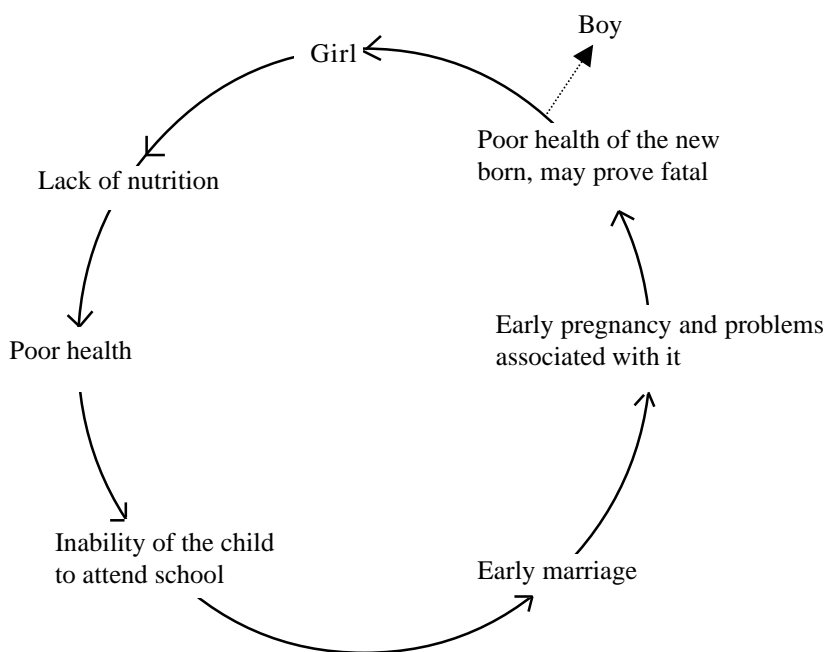 Boy
Girl
Poor health of the new
born, may prove fatal
Lack of nutrition
Early pregnancy and problems
associated with it
Poor health
Inability of the child
to attend school
Early marriage